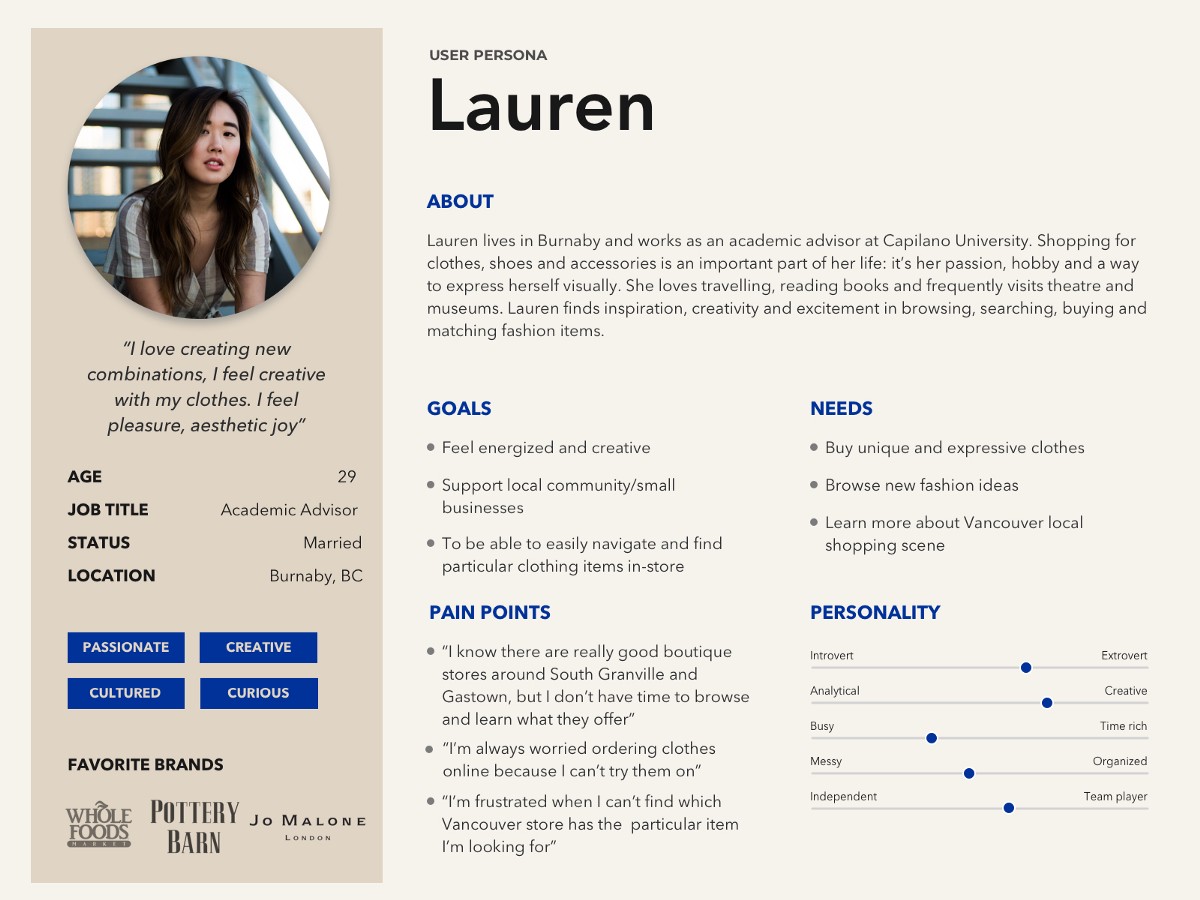 USER PERSONA
Lauren
"I love creating new
combinations, I feel creative
with my clothes. I feel
pleasure, aesthetic joy"
AGE 29
JOB TITLE Academic Advisor
STATUS Married
LOCATION Burnaby, BC
PASSIONATE CREATIVE
CULTURED CURIOUS
FAVORITE BRANDS
WHOLE
FOODS
MARKET
POTTERY
BARN
JO MALONE
LONDON
ABOUT
Lauren lives in Burnaby and works as an academic advisor at Capilano University. Shopping for
clothes, shoes and accessories is an important part of her life: it's her passion, hobby and a way
to express herself visually. She loves travelling, reading books and frequently visits theatre and
museums. Lauren finds inspiration, creativity and excitement in browsing, searching, buying and
matching fashion items.
GOALS
Feel energized and creative
Support local community/small
businesses
To be able to easily navigate and find
particular clothing items in-store
NEEDS
Buy unique and expressive clothes
Browse new fashion ideas
Learn more about Vancouver local
shopping scene
PAIN POINTS
"I know there are really good boutique
stores around South Granville and
Gastown, but I don't have time to browse
and learn what they offer"
"I'm always worried ordering clothes
online because I can't try them on"
"I'm frustrated when I can't find which
Vancouver store has the  particular item
I'm looking for"
PERSONALITY
Introvert Extrovert
Analytical Creative
Busy Time rich
Messy Organized
Independent Team player